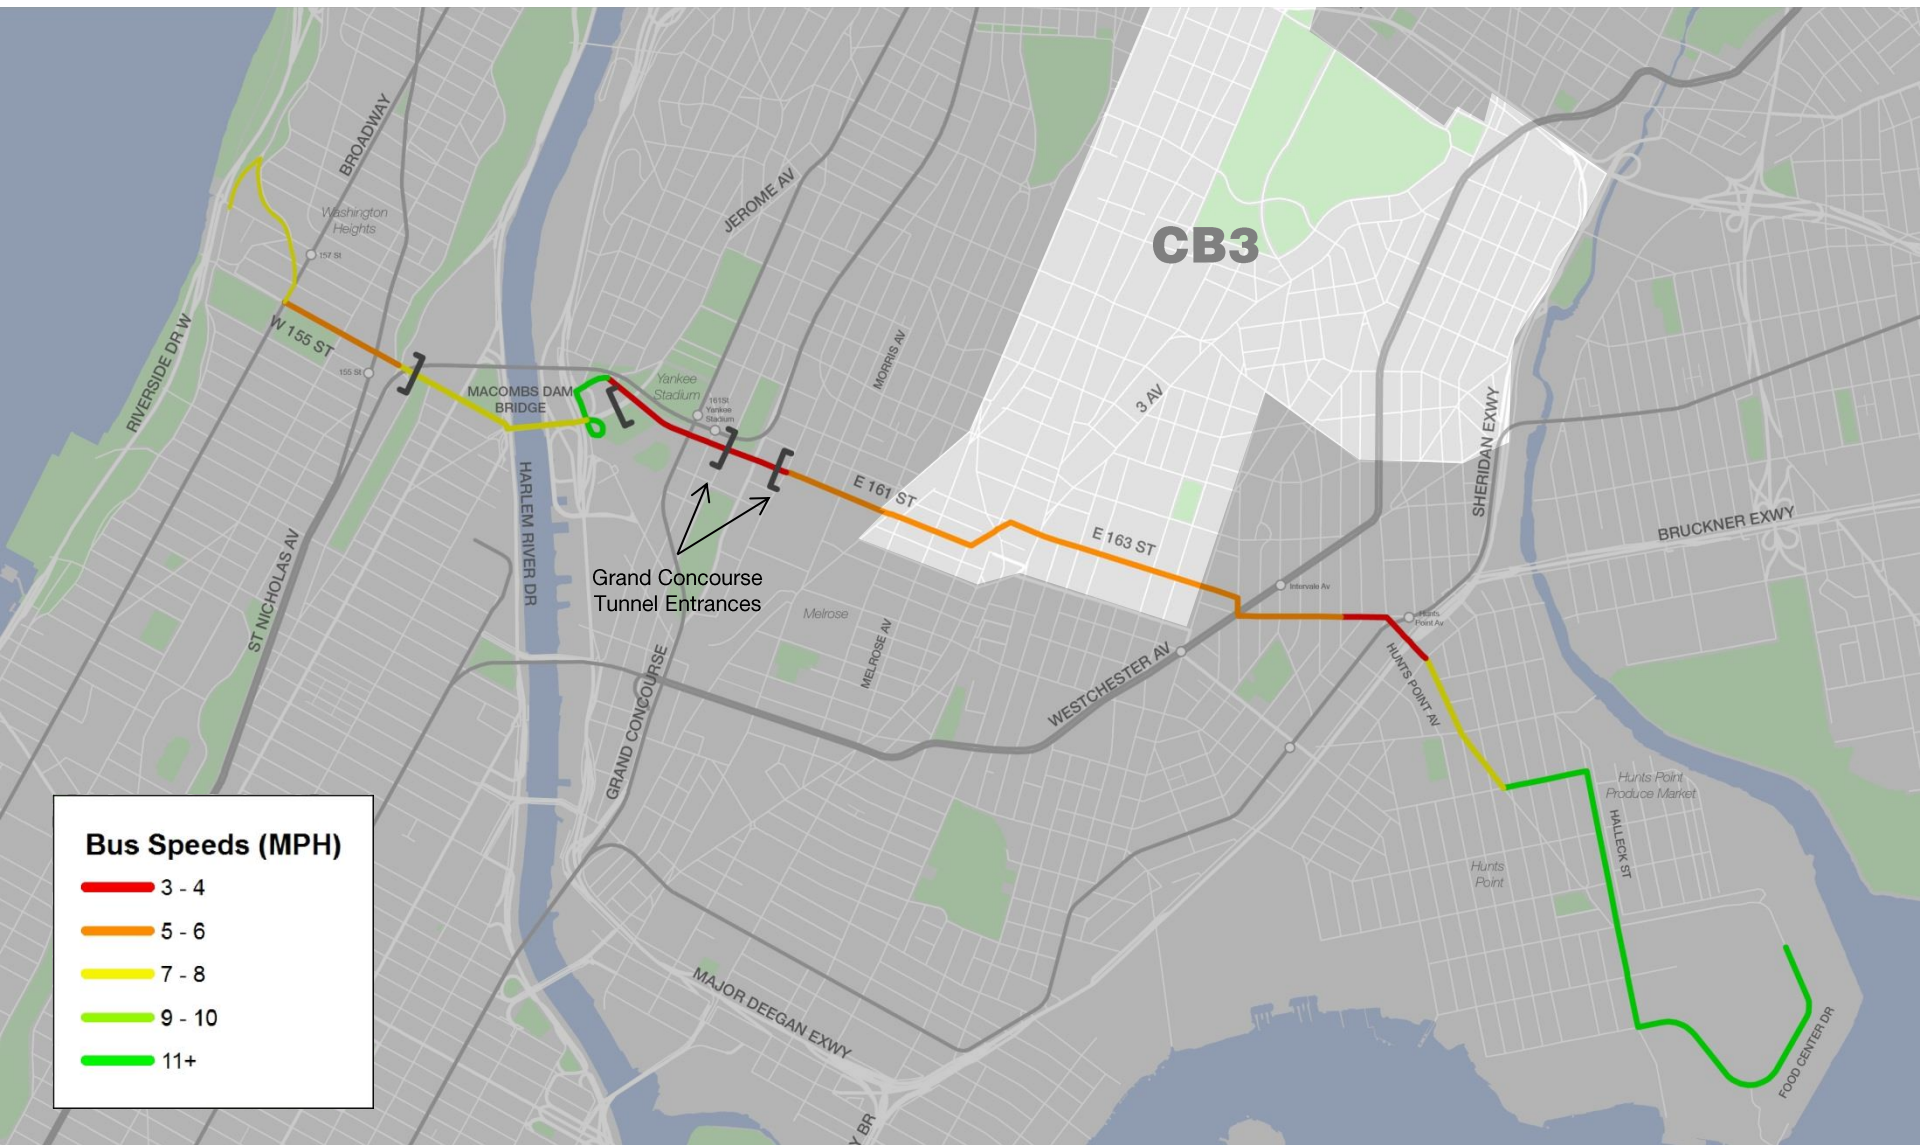 BROADWAY
Washington
Heights
157 St
JEROME AV
CB3
RIVERSIDE DR W
W 155 ST
155 St
MACOMBS DAM
BRIDGE
Yankee
Stadium
161St
Yankee
Stadium
MORRIS AV
3 AV
SHERIDAN EXWY
HARLEM RIVER DR
E 161 ST
E 163 ST
BRUCKNER EXWY
ST NICHOLAS AV
Grand Concourse
Tunnel Entrances
Melrose
MELROSE AV
Intervale Av
Hunts
Point Av
HUNTS POINT AV
WESTCHESTER AV
GRAND CONCOURSE
Hunts Point
Produce Market
HALLECK ST
Hunts
Point
MAJOR DEEGAN EXWY
FOOD CENTER DR
Y BR
Bus Speeds (MPH)
3 - 4
5 - 6
7 - 8
9 - 10
11+